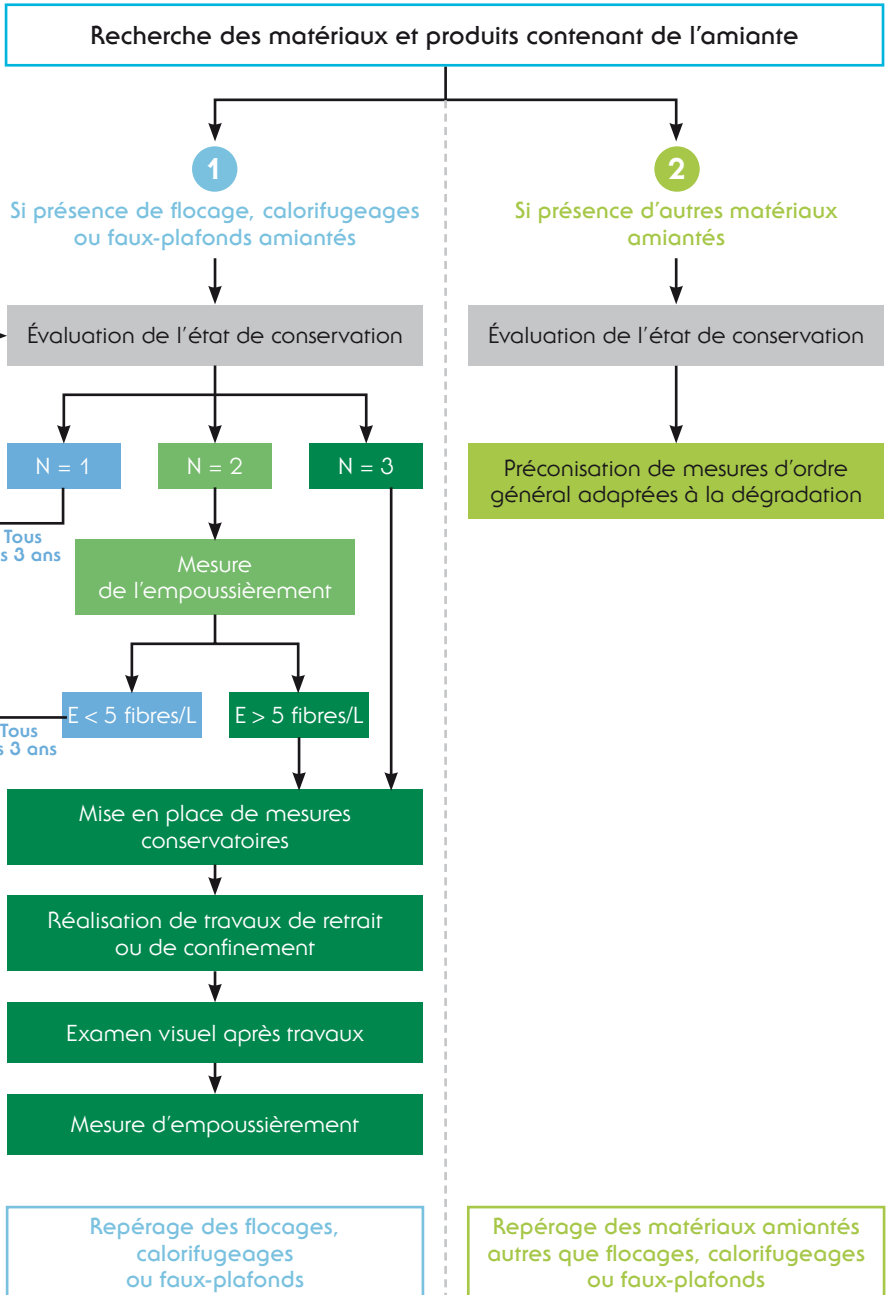 Recherche des matériaux et produits contenant de l'amiante
1
Si présence de flocage, calorifugeages
ou faux-plafonds amiantés
Évaluation de l'état de conservation
N = 1
N = 2
N = 3
Tous
s 3 ans
Mesure
de l'empoussièrement
E < 5 fibres/L
E > 5 fibres/L
Tous
s 3 ans
Mise en place de mesures
conservatoires
Réalisation de travaux de retrait
ou de confinement
Examen visuel après travaux
Mesure d'empoussièrement
Repérage des flocages,
calorifugeages
ou faux-plafonds
2
Si présence d'autres matériaux
amiantés
Évaluation de l'état de conservation
Préconisation de mesures d'ordre
général adaptées à la dégradation
Repérage des matériaux amiantés
autres que flocages, calorifugeages
ou faux-plafonds